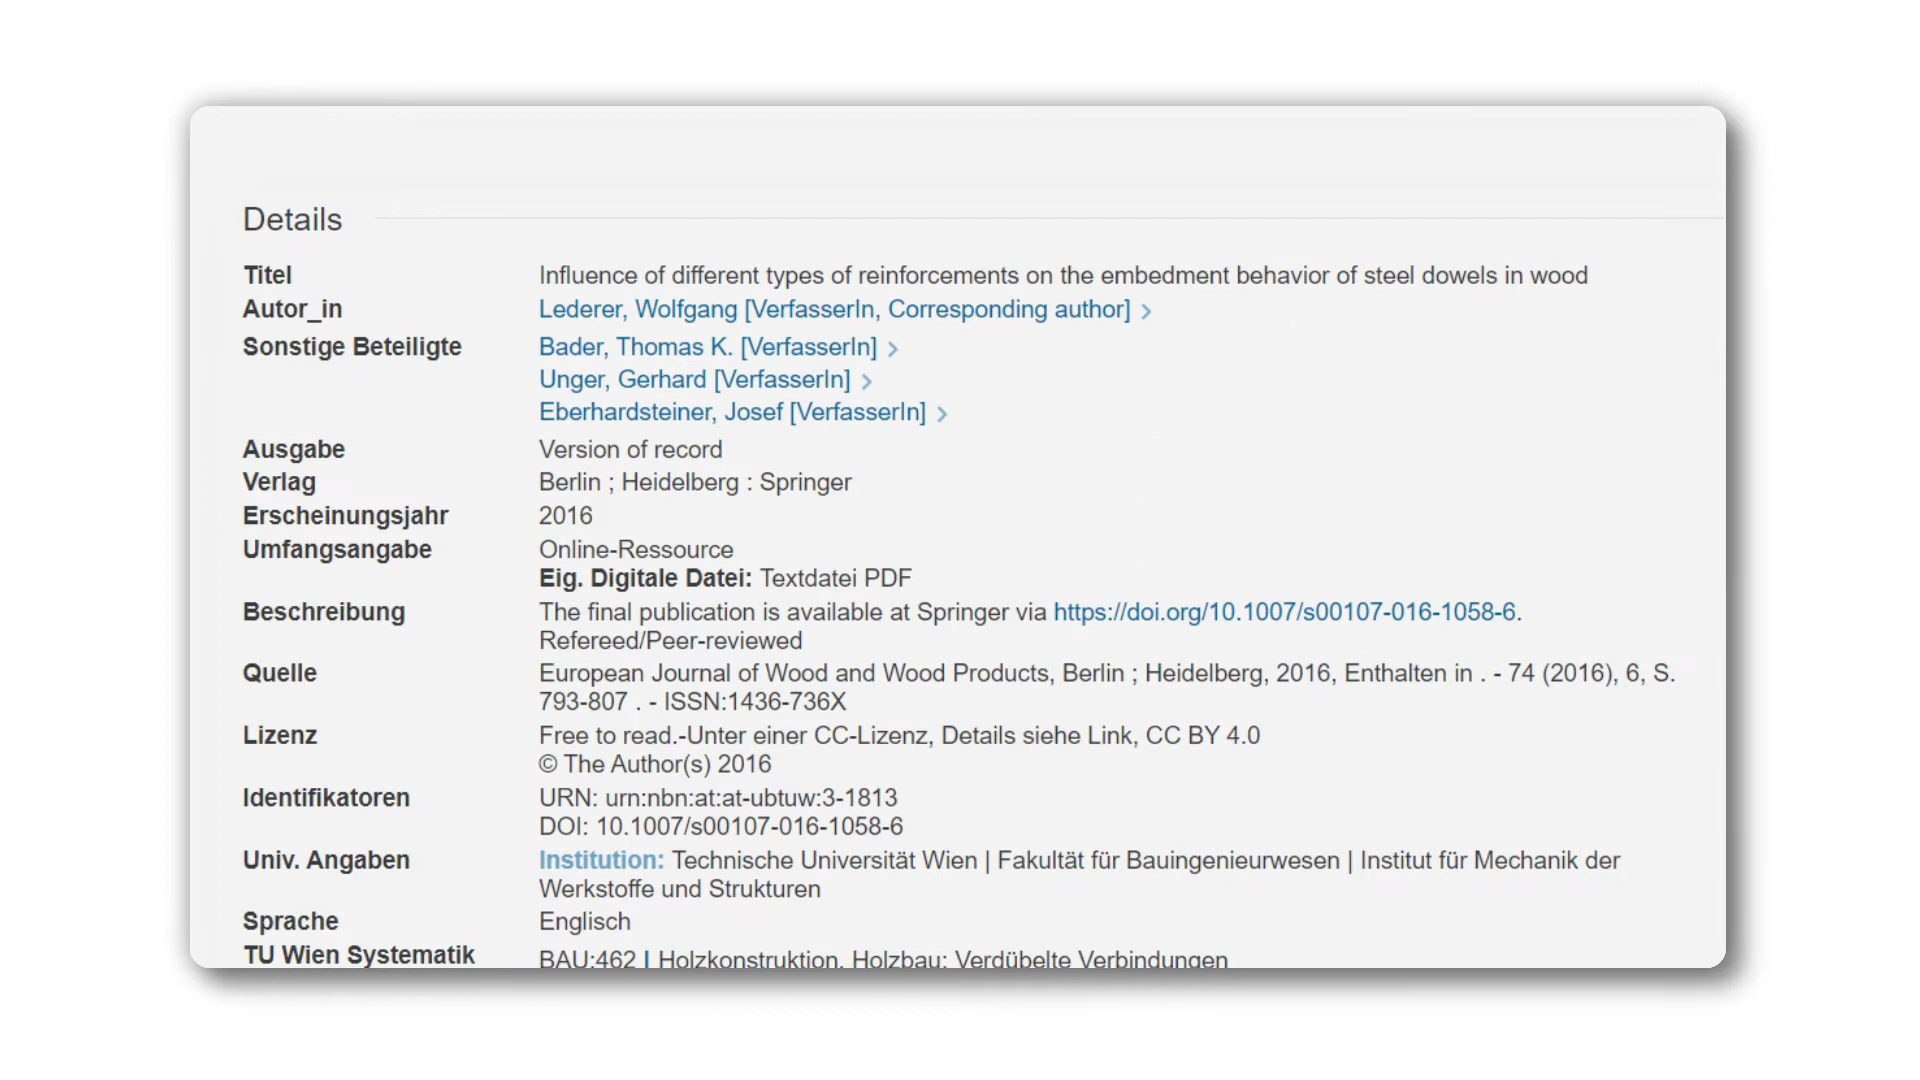 Details
Titel Influence of different types of reinforcements on the embedment behavior of steel dowels in wood
Autor_in Lederer, Wolfgang [VerfasserIn, Corresponding author] >
Sonstige Beteiligte Bader, Thomas K. [VerfasserIn] >
Unger, Gerhard [VerfasserIn] >
Eberhardsteiner, Josef [VerfasserIn] >
Ausgabe Version of record
Verlag Berlin ; Heidelberg : Springer
Erscheinungsjahr 2016
Umfangsangabe Online-Ressource
Eig. Digitale Datei: Textdatei PDF
Beschreibung The final publication is available at Springer via https://doi.org/10.1007/s00107-016-1058-6.
Refereed/Peer-reviewed
Quelle European Journal of Wood and Wood Products, Berlin ; Heidelberg, 2016, Enthalten in . - 74 (2016), 6, S.
793-807 . - ISSN:1436-736X
Lizenz Free to read.-Unter einer CC-Lizenz, Details siehe Link, CC BY 4.0
© The Author(s) 2016
Identifikatoren URN: urn:nbn:at:at-ubtuw:3-1813
DOI: 10.1007/s00107-016-1058-6
Univ. Angaben Institution: Technische Universität Wien | Fakultät für Bauingenieurwesen | Institut für Mechanik der
Werkstoffe und Strukturen
Sprache Englisch
TU Wien Systematik BAU:462 | Holzkonstruktion, Holzbau: Verdübelte Verbindungen